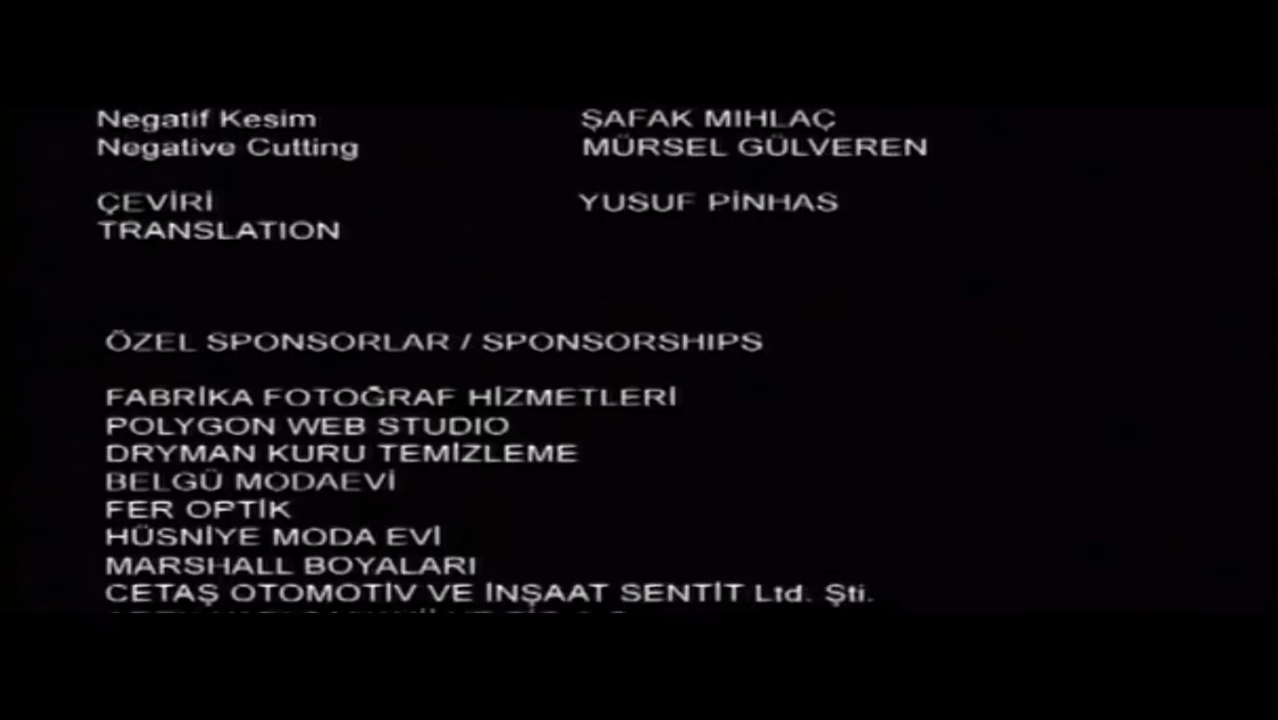 Negatif Kesim ŞAFAK MIHLAÇ
Negative Cutting MÜRSEL GÜLVEREN
ÇEVİRİ YUSUF PİNHAS
TRANSLATION
ÖZEL SPONSORLAR / SPONSORSHIPS
FABRİKA FOTOĞRAF HİZMETLERİ
POLYGON WEB STUDIO
DRYMAN KURU TEMİZLEME
BELGÜ MODAEVİ
FER OPTİK
HÜSNİYE MODA EVİ
MARSHALL BOYALARI
CETAŞ OTOMOTİV VE İNŞAAT SENTİT Ltd. Şti.